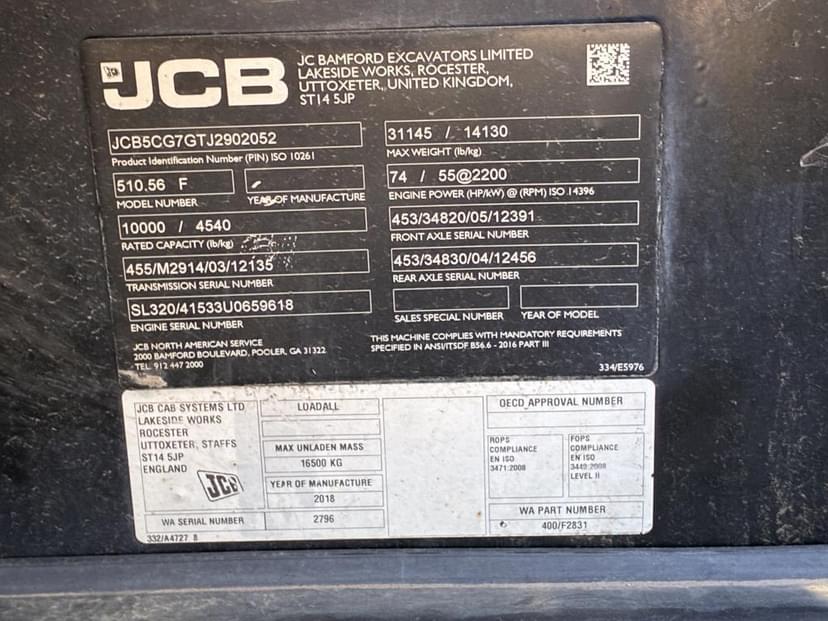 JCB
JC BAMFORD EXCAVATORS LIMITED
LAKESIDE WORKS, ROCESTER,
UTTOXETER, UNITED KINGDOM,
ST14 5JP
JCB5CG7GTJ2902052
Product Identification Number (PIN) ISO 10261
510.56 F
MODEL NUMBER
YEAR OF MANUFACTURE
10000 / 4540
RATED CAPACITY (lb/kg)
455/M2914/03/12135
TRANSMISSION SERIAL NUMBER
SL320/41533U0659618
ENGINE SERIAL NUMBER
31145 / 14130
MAX WEIGHT (lb/kg)
74 / 55@2200
ENGINE POWER (HP/kW) @ (RPM) ISO 14396
453/34820/05/12391
FRONT AXLE SERIAL NUMBER
453/34830/04/12456
REAR AXLE SERIAL NUMBER
SALES SPECIAL NUMBER
YEAR OF MODEL
JCB NORTH AMERICAN SERVICE
2000 BAMFORD BOULEVARD, POOLER, GA 31322
TEL. 912 447 2000
THIS MACHINE COMPLIES WITH MANDATORY REQUIREMENTS
SPECIFIED IN ANSI/ITSDF B56.6 - 2016 PART III
334/E5976
JCB CAB SYSTEMS LTD
LAKESIDE WORKS
ROCESTER
UTTOXETER, STAFFS
ST14 5JP
ENGLAND
JCB
WA SERIAL NUMBER
332/A4727 8
LOADALL
MAX UNLADEN MASS
16500 KG
YEAR OF MANUFACTURE
2018
2796
OECD APPROVAL NUMBER
ROPS
COMPLIANCE
EN ISO
3471:2008
FOPS
COMPLIANCE
EN ISO
3449:2008
LEVEL II
WA PART NUMBER
400/F2831